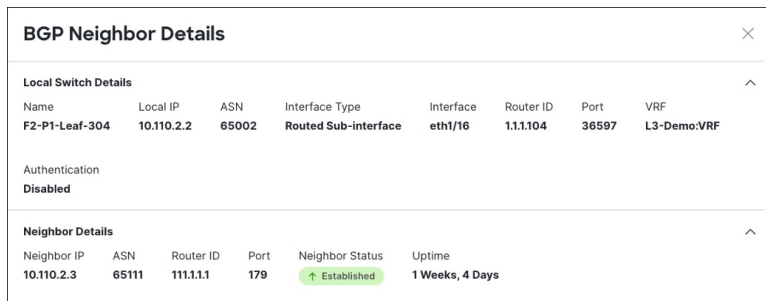 BGP Neighbor Details
Local Switch Details
Name Local IP ASN Interface Type Interface Router ID Port VRF
F2-P1-Leaf-304 10.110.2.2 65002 Routed Sub-interface eth1/16 1.1.1.104 36597 L3-Demo:VRF
Authentication
Disabled
Neighbor Details
Neighbor IP ASN Router ID Port Neighbor Status Uptime
10.110.2.3 65111 111.1.1.1 179 ↑ Established 1 Weeks, 4 Days